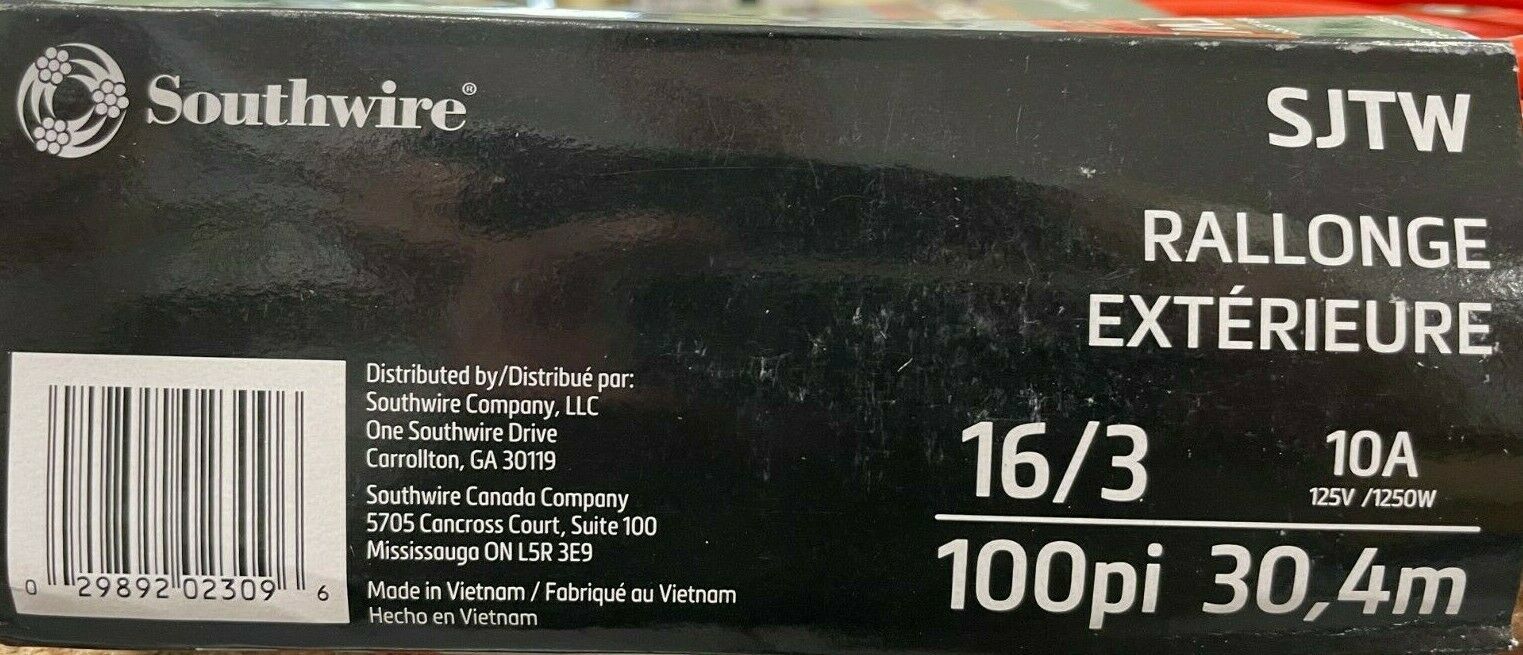 Southwire®
SJTW
RALLONGE
EXTÉRIEURE
16/3 10A
125V /1250W
100pi 30,4m
Distributed by/Distribué par:
Southwire Company, LLC
One Southwire Drive
Carrollton, GA 30119
Southwire Canada Company
5705 Cancross Court, Suite 100
Mississauga ON L5R 3E9
Made in Vietnam / Fabriqué au Vietnam
Hecho en Vietnam
0 29892 02309 6